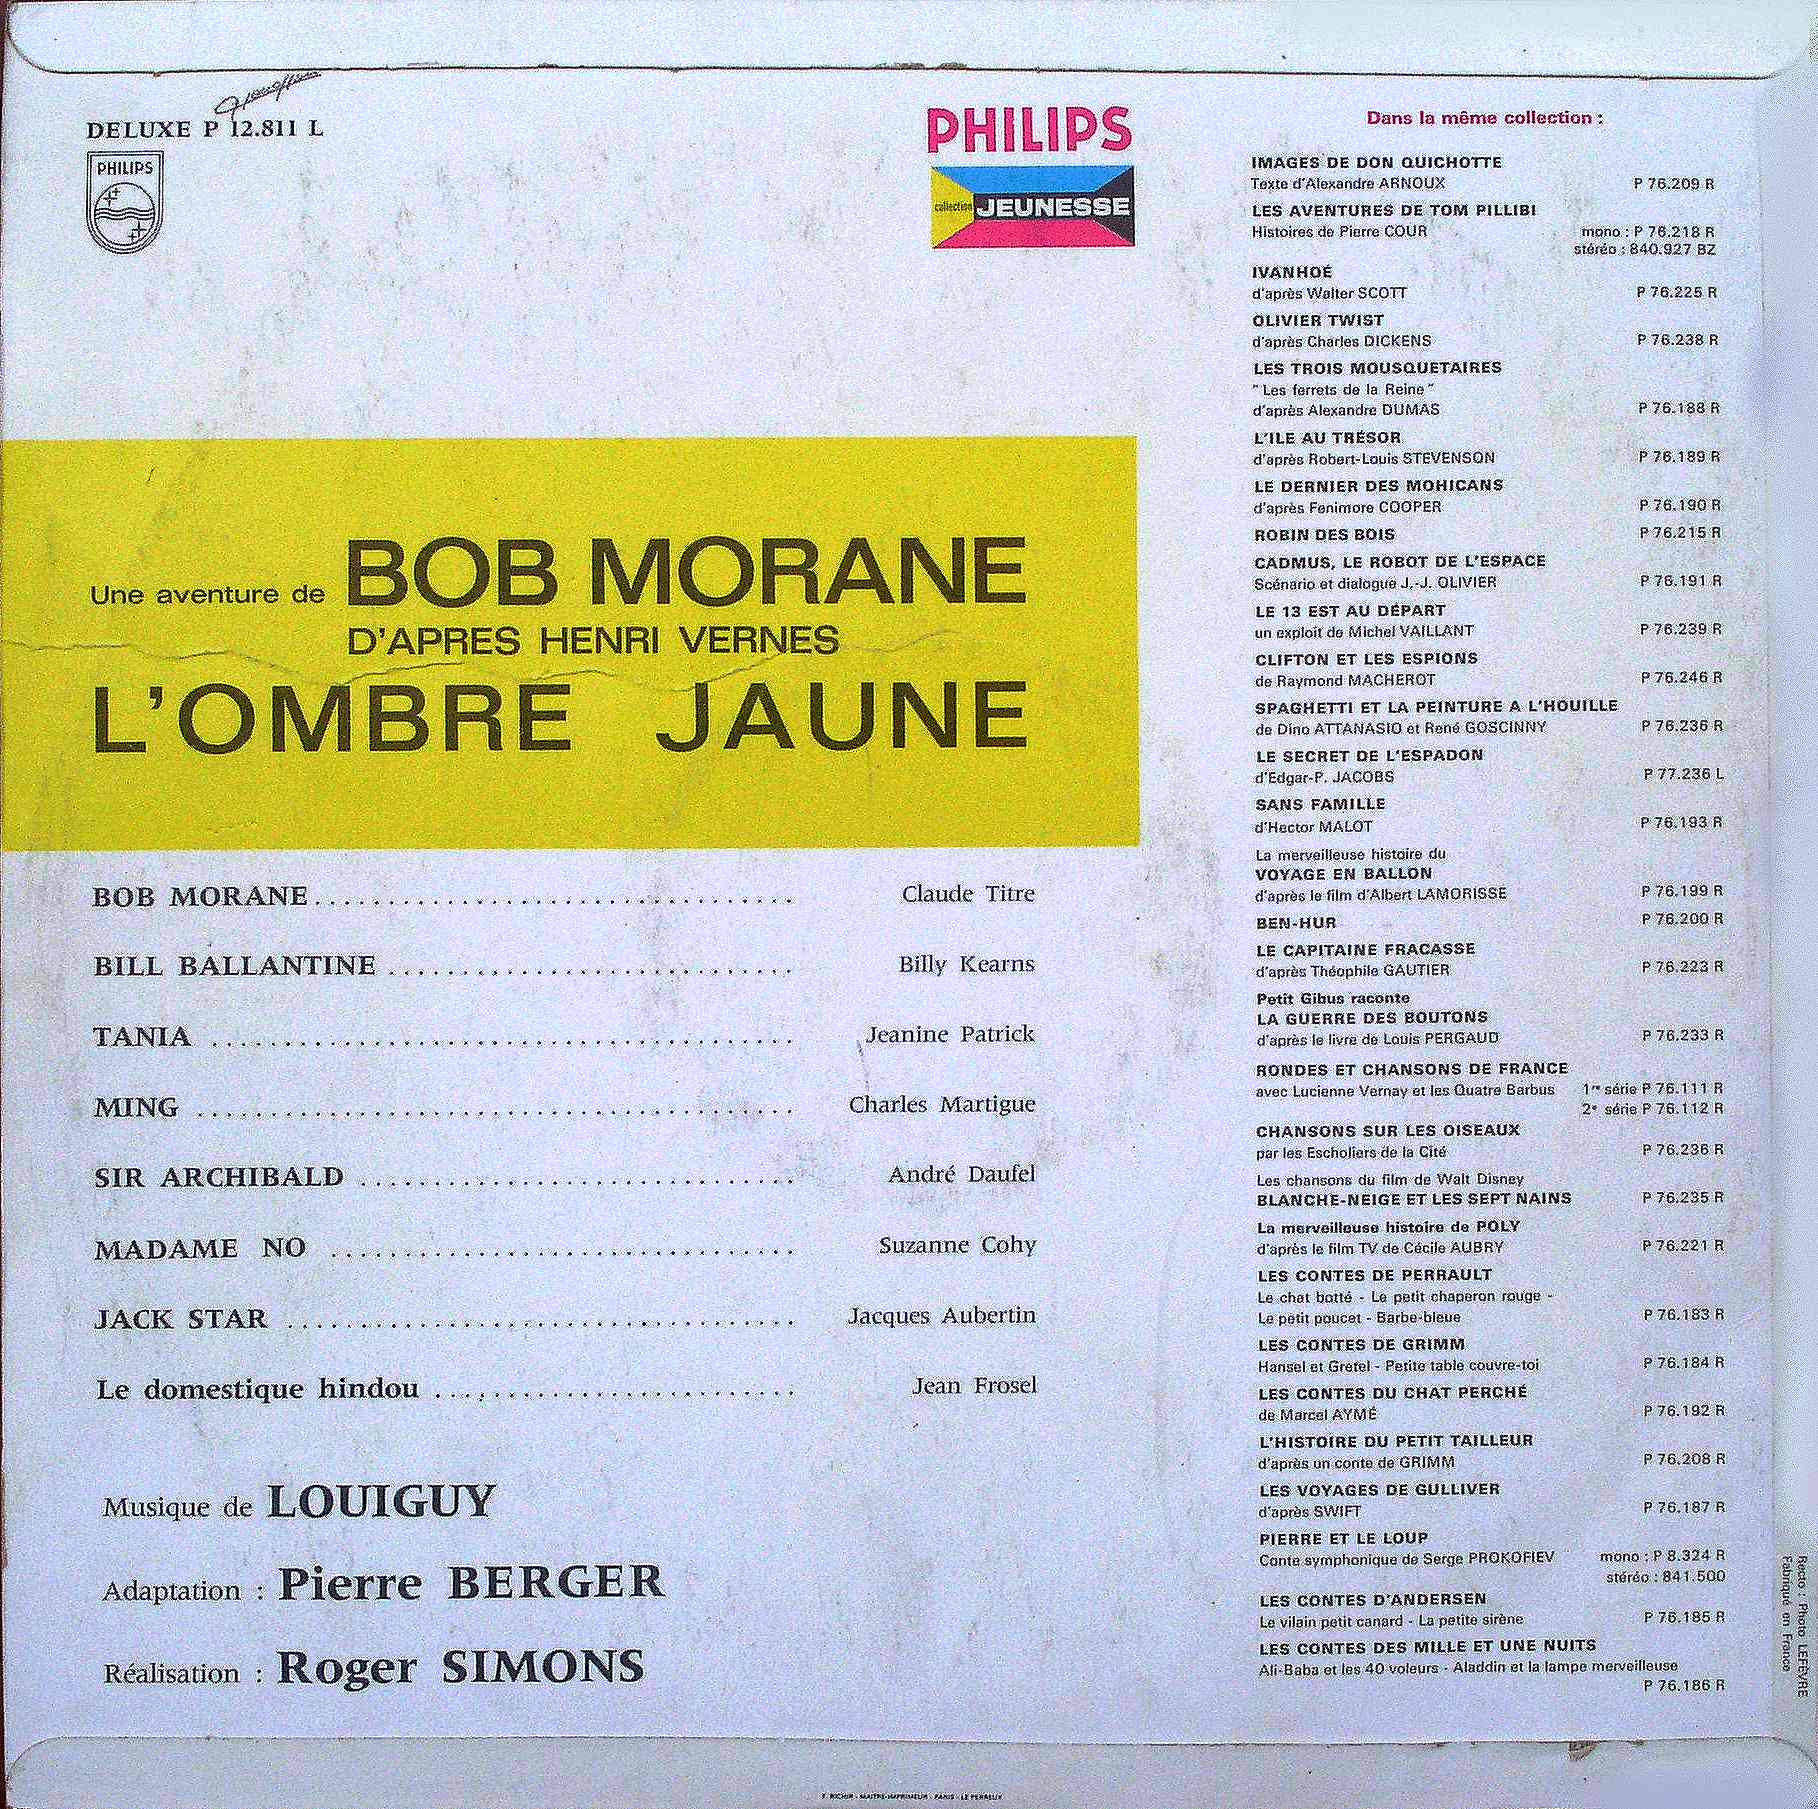 DELUXE P 12.811 L
PHILIPS
PHILIPS
collection JEUNESSE
Une aventure de BOB MORANE
D'APRES HENRI VERNES
L'OMBRE JAUNE
BOB MORANE.................................. Claude Titre
BILL BALLANTINE............................. Billy Kearns
TANIA ........................................ Jeanine Patrick
MING ......................................... Charles Martigue
SIR ARCHIBALD .............................. André Daufel
MADAME NO ................................ Suzanne Cohy
JACK STAR ................................... Jacques Aubertin
Le domestique hindou ......................... Jean Frosel
Musique de LOUIGUY
Adaptation : Pierre BERGER
Réalisation : Roger SIMONS
Dans la même collection :
IMAGES DE DON QUICHOTTE
Texte d'Alexandre ARNOUX P 76.209 R
LES AVENTURES DE TOM PILLIBI
Histoires de Pierre COUR mono : P 76.218 R
stéréo : 840.927 BZ
IVANHOÉ
d'après Walter SCOTT P 76.225 R
OLIVIER TWIST
d'après Charles DICKENS P 76.238 R
LES TROIS MOUSQUETAIRES
" Les ferrets de la Reine "
d'après Alexandre DUMAS P 76.188 R
L'ILE AU TRÉSOR
d'après Robert-Louis STEVENSON P 76.189 R
LE DERNIER DES MOHICANS
d'après Fenimore COOPER P 76.190 R
ROBIN DES BOIS P 76.215 R
CADMUS, LE ROBOT DE L'ESPACE
Scénario et dialogue J.-J. OLIVIER P 76.191 R
LE 13 EST AU DÉPART
un exploit de Michel VAILLANT P 76.239 R
CLIFTON ET LES ESPIONS
de Raymond MACHEROT P 76.246 R
SPAGHETTI ET LA PEINTURE A L'HOUILLE
de Dino ATTANASIO et René GOSCINNY P 76.236 R
LE SECRET DE L'ESPADON
d'Edgar-P. JACOBS P 77.236 L
SANS FAMILLE
d'Hector MALOT P 76.193 R
La merveilleuse histoire du
VOYAGE EN BALLON
d'après le film d'Albert LAMORISSE P 76.199 R
BEN-HUR P 76.200 R
LE CAPITAINE FRACASSE
d'après Théophile GAUTIER P 76.223 R
Petit Gibus raconte
LA GUERRE DES BOUTONS
d'après le livre de Louis PERGAUD P 76.233 R
RONDES ET CHANSONS DE FRANCE
avec Lucienne Vernay et les Quatre Barbus 1re série P 76.111 R
2e série P 76.112 R
CHANSONS SUR LES OISEAUX
par les Escholiers de la Cité P 76.236 R
Les chansons du film de Walt Disney
BLANCHE-NEIGE ET LES SEPT NAINS P 76.235 R
La merveilleuse histoire de POLY
d'après le film TV de Cécile AUBRY P 76.221 R
LES CONTES DE PERRAULT
Le chat botté - Le petit chaperon rouge -
Le petit poucet - Barbe-bleue P 76.183 R
LES CONTES DE GRIMM
Hansel et Gretel - Petite table couvre-toi P 76.184 R
LES CONTES DU CHAT PERCHÉ
de Marcel AYMÉ P 76.192 R
L'HISTOIRE DU PETIT TAILLEUR
d'après un conte de GRIMM P 76.208 R
LES VOYAGES DE GULLIVER
d'après SWIFT P 76.187 R
PIERRE ET LE LOUP
Conte symphonique de Serge PROKOFIEV mono : P 8.324 R
stéréo : 841.500
LES CONTES D'ANDERSEN
Le vilain petit canard - La petite sirène P 76.185 R
LES CONTES DES MILLE ET UNE NUITS
Ali-Baba et les 40 voleurs - Aladdin et la lampe merveilleuse
P 76.186 R
Recto : Photo LEFEVRE
Fabriqué en France
F. RICHIR - MAITRE-IMPRIMEUR - PARIS - LE PERREUX